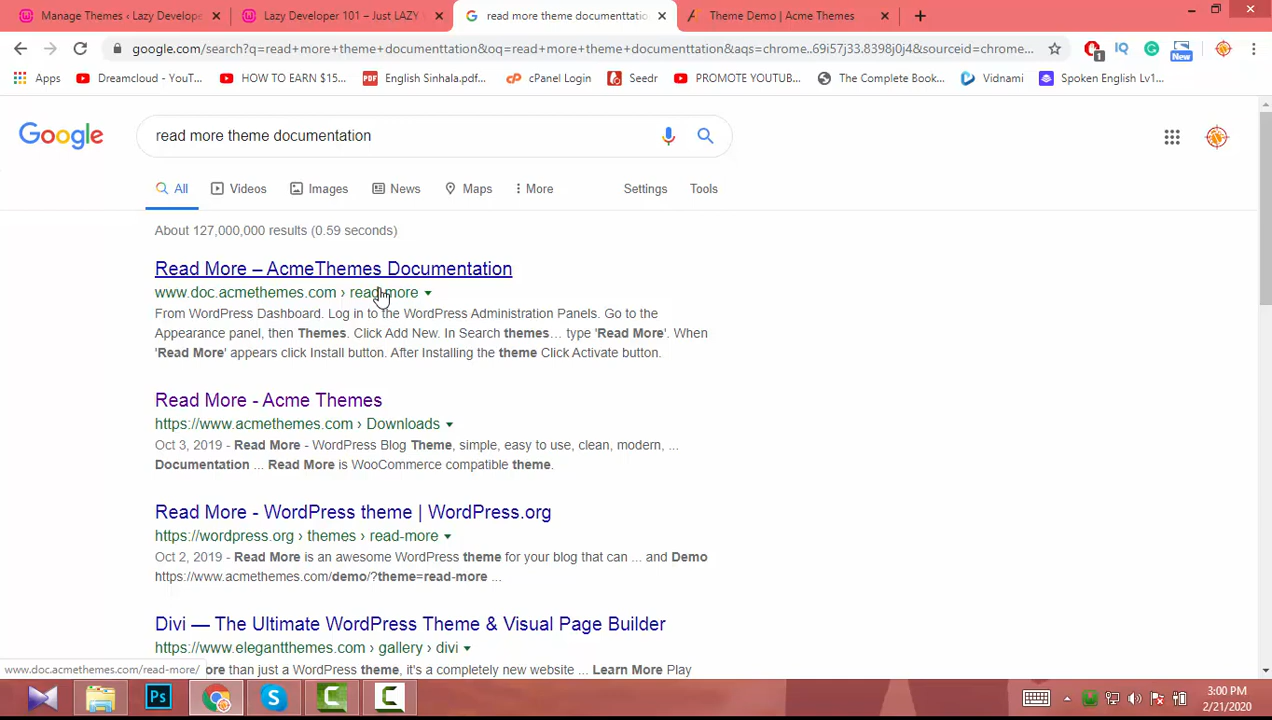 Manage Themes ‹ Lazy Develope
Lazy Developer 101 – Just LAZY
read more theme documenttatio
Theme Demo | Acme Themes
google.com/search?q=read+more+theme+documenttation&oq=read+more+theme+documenttation&aqs=chrome..69i57j33.8398j0j4&sourceid=chrome...
1
IQ
New
Apps
Dreamcloud - YouT...
HOW TO EARN $15...
PDF
English Sinhala.pdf...
cP
cPanel Login
Seedr
PROMOTE YOUTUB...
The Complete Book...
Vidnami
Spoken English Lv1...
Google
read more theme documentation
All
Videos
Images
News
Maps
More
Settings
Tools
About 127,000,000 results (0.59 seconds)
Read More – AcmeThemes Documentation
www.doc.acmethemes.com › read-more
From WordPress Dashboard. Log in to the WordPress Administration Panels. Go to the
Appearance panel, then Themes. Click Add New. In Search themes… type 'Read More'. When
'Read More' appears click Install button. After Installing the theme Click Activate button.
Read More - Acme Themes
https://www.acmethemes.com › Downloads
Oct 3, 2019 - Read More - WordPress Blog Theme, simple, easy to use, clean, modern, ...
Documentation ... Read More is WooCommerce compatible theme.
Read More - WordPress theme | WordPress.org
https://wordpress.org › themes › read-more
Oct 2, 2019 - Read More is an awesome WordPress theme for your blog that can ... and Demo
https://www.acmethemes.com/demo/?theme=read-more ...
Divi — The Ultimate WordPress Theme & Visual Page Builder
https://www.elegantthemes.com › gallery › divi
ore than just a WordPress theme, it's a completely new website ... Learn More Play
www.doc.acmethemes.com/read-more/
Ps
S
C
C
3:00 PM
2/21/2020